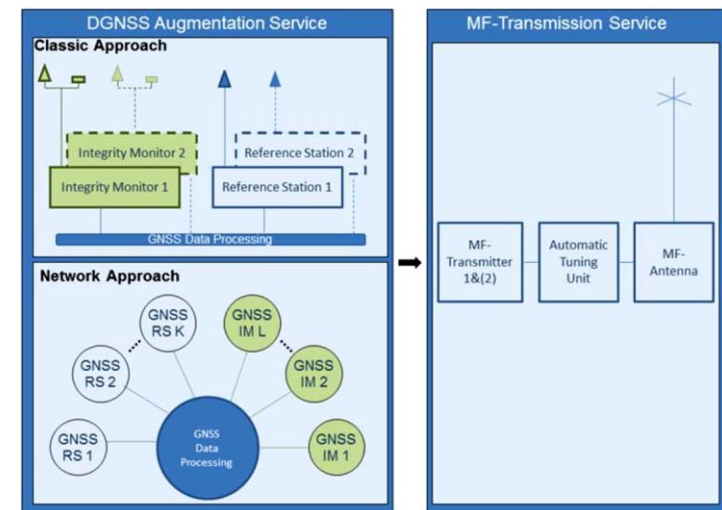 DGNSS Augmentation Service
Classic Approach
Integrity Monitor 2
Reference Station 2
Integrity Monitor 1
Reference Station 1
GNSS Data Processing
Network Approach
GNSS
RS K
GNSS
IM L
GNSS
RS 2
GNSS
IM 2
GNSS
RS 1
GNSS
Data
Processing
GNSS
IM 1
MF-Transmission Service
MF-
Transmitter
1&(2)
Automatic
Tuning
Unit
MF-
Antenna